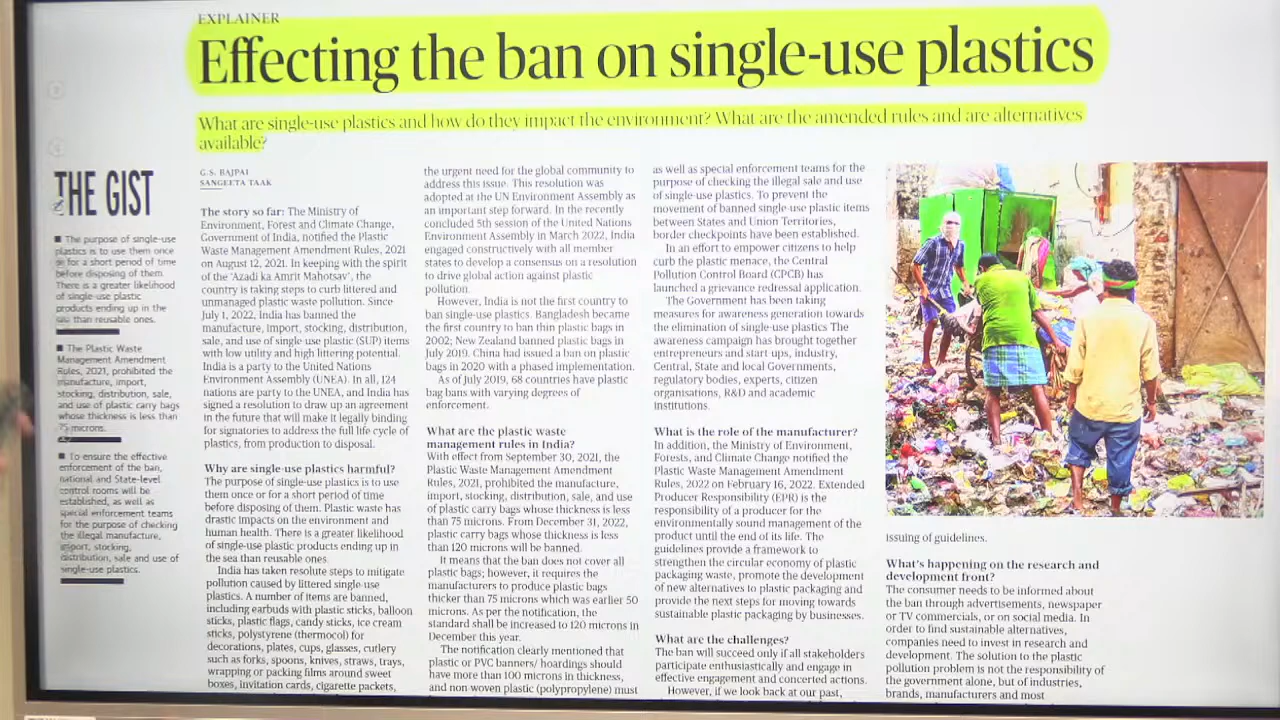 EXPLAINER
Effecting the ban on single-use plastics
What are single-use plastics and how do they impact the environment? What are the amended rules and are alternatives
available?
THE GIST
■ The purpose of single-use
plastics is to use them once
or for a short period of time
before disposing of them.
There is a greater likelihood
of single-use plastic
products ending up in the
sea than reusable ones.
■ The Plastic Waste
Management Amendment
Rules, 2021, prohibited the
manufacture, import,
stocking, distribution, sale,
and use of plastic carry bags
whose thickness is less than
75 microns.
■ To ensure the effective
enforcement of the ban,
national and State-level
control rooms will be
established, as well as
special enforcement teams
for the purpose of checking
the illegal manufacture,
import, stocking,
distribution, sale and use of
single-use plastics.
G.S. BAJPAI
SANGEETA TAAK
The story so far: The Ministry of
Environment, Forest and Climate Change,
Government of India, notified the Plastic
Waste Management Amendment Rules, 2021
on August 12, 2021. In keeping with the spirit
of the 'Azadi ka Amrit Mahotsav', the
country is taking steps to curb littered and
unmanaged plastic waste pollution. Since
July 1, 2022, India has banned the
manufacture, import, stocking, distribution,
sale, and use of single-use plastic (SUP) items
with low utility and high littering potential.
India is a party to the United Nations
Environment Assembly (UNEA). In all, 124
nations are party to the UNEA, and India has
signed a resolution to draw up an agreement
in the future that will make it legally binding
for signatories to address the full life cycle of
plastics, from production to disposal.
Why are single-use plastics harmful?
The purpose of single-use plastics is to use
them once or for a short period of time
before disposing of them. Plastic waste has
drastic impacts on the environment and
human health. There is a greater likelihood
of single-use plastic products ending up in
the sea than reusable ones.
India has taken resolute steps to mitigate
pollution caused by littered single-use
plastics. A number of items are banned,
including earbuds with plastic sticks, balloon
sticks, plastic flags, candy sticks, ice cream
sticks, polystyrene (thermocol) for
decorations, plates, cups, glasses, cutlery
such as forks, spoons, knives, straws, trays,
wrapping or packing films around sweet
boxes, invitation cards, cigarette packets,
the urgent need for the global community to
address this issue. This resolution was
adopted at the UN Environment Assembly as
an important step forward. In the recently
concluded 5th session of the United Nations
Environment Assembly in March 2022, India
engaged constructively with all member
states to develop a consensus on a resolution
to drive global action against plastic
pollution.
However, India is not the first country to
ban single-use plastics. Bangladesh became
the first country to ban thin plastic bags in
2002; New Zealand banned plastic bags in
July 2019. China had issued a ban on plastic
bags in 2020 with a phased implementation.
As of July 2019, 68 countries have plastic
bag bans with varying degrees of
enforcement.
What are the plastic waste
management rules in India?
With effect from September 30, 2021, the
Plastic Waste Management Amendment
Rules, 2021, prohibited the manufacture,
import, stocking, distribution, sale, and use
of plastic carry bags whose thickness is less
than 75 microns. From December 31, 2022,
plastic carry bags whose thickness is less
than 120 microns will be banned.
It means that the ban does not cover all
plastic bags; however, it requires the
manufacturers to produce plastic bags
thicker than 75 microns which was earlier 50
microns. As per the notification, the
standard shall be increased to 120 microns in
December this year.
The notification clearly mentioned that
plastic or PVC banners/ hoardings should
have more than 100 microns in thickness,
and non-woven plastic (polypropylene) must
as well as special enforcement teams for the
purpose of checking the illegal sale and use
of single-use plastics. To prevent the
movement of banned single-use plastic items
between States and Union Territories,
border checkpoints have been established.
In an effort to empower citizens to help
curb the plastic menace, the Central
Pollution Control Board (CPCB) has
launched a grievance redressal application.
The Government has been taking
measures for awareness generation towards
the elimination of single-use plastics The
awareness campaign has brought together
entrepreneurs and start ups, industry,
Central, State and local Governments,
regulatory bodies, experts, citizen
organisations, R&D and academic
institutions.
What is the role of the manufacturer?
In addition, the Ministry of Environment,
Forests, and Climate Change notified the
Plastic Waste Management Amendment
Rules, 2022 on February 16, 2022. Extended
Producer Responsibility (EPR) is the
responsibility of a producer for the
environmentally sound management of the
product until the end of its life. The
guidelines provide a framework to
strengthen the circular economy of plastic
packaging waste, promote the development
of new alternatives to plastic packaging and
provide the next steps for moving towards
sustainable plastic packaging by businesses.
What are the challenges?
The ban will succeed only if all stakeholders
participate enthusiastically and engage in
effective engagement and concerted actions.
However, if we look back at our past,
issuing of guidelines.
What's happening on the research and
development front?
The consumer needs to be informed about
the ban through advertisements, newspaper
or TV commercials, or on social media. In
order to find sustainable alternatives,
companies need to invest in research and
development. The solution to the plastic
pollution problem is not the responsibility of
the government alone, but of industries,
brands, manufacturers and most